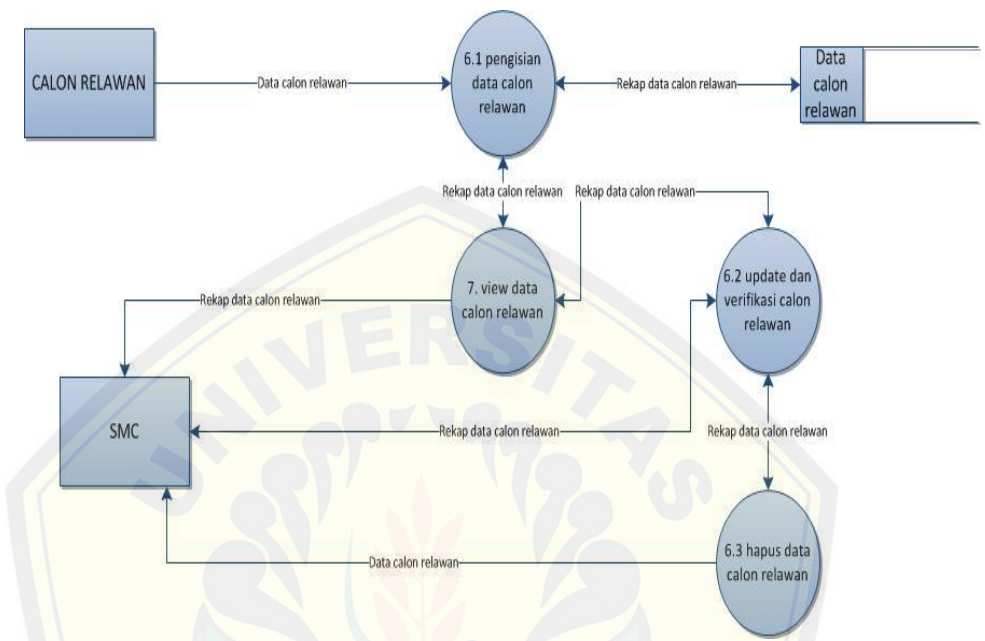 CALON RELAWAN
Data calon relawan
6.1 pengisian
data calon
relawan
Rekap data calon relawan
Data
calon
relawan
Rekap data calon relawan
Rekap data calon relawan
7. view data
calon relawan
6.2 update dan
verifikasi calon
relawan
Rekap data calon relawan
UNIVERSITAS
SMC
Rekap data calon relawan
Rekap data calon relawan
6.3 hapus data
calon relawan
Data calon relawan